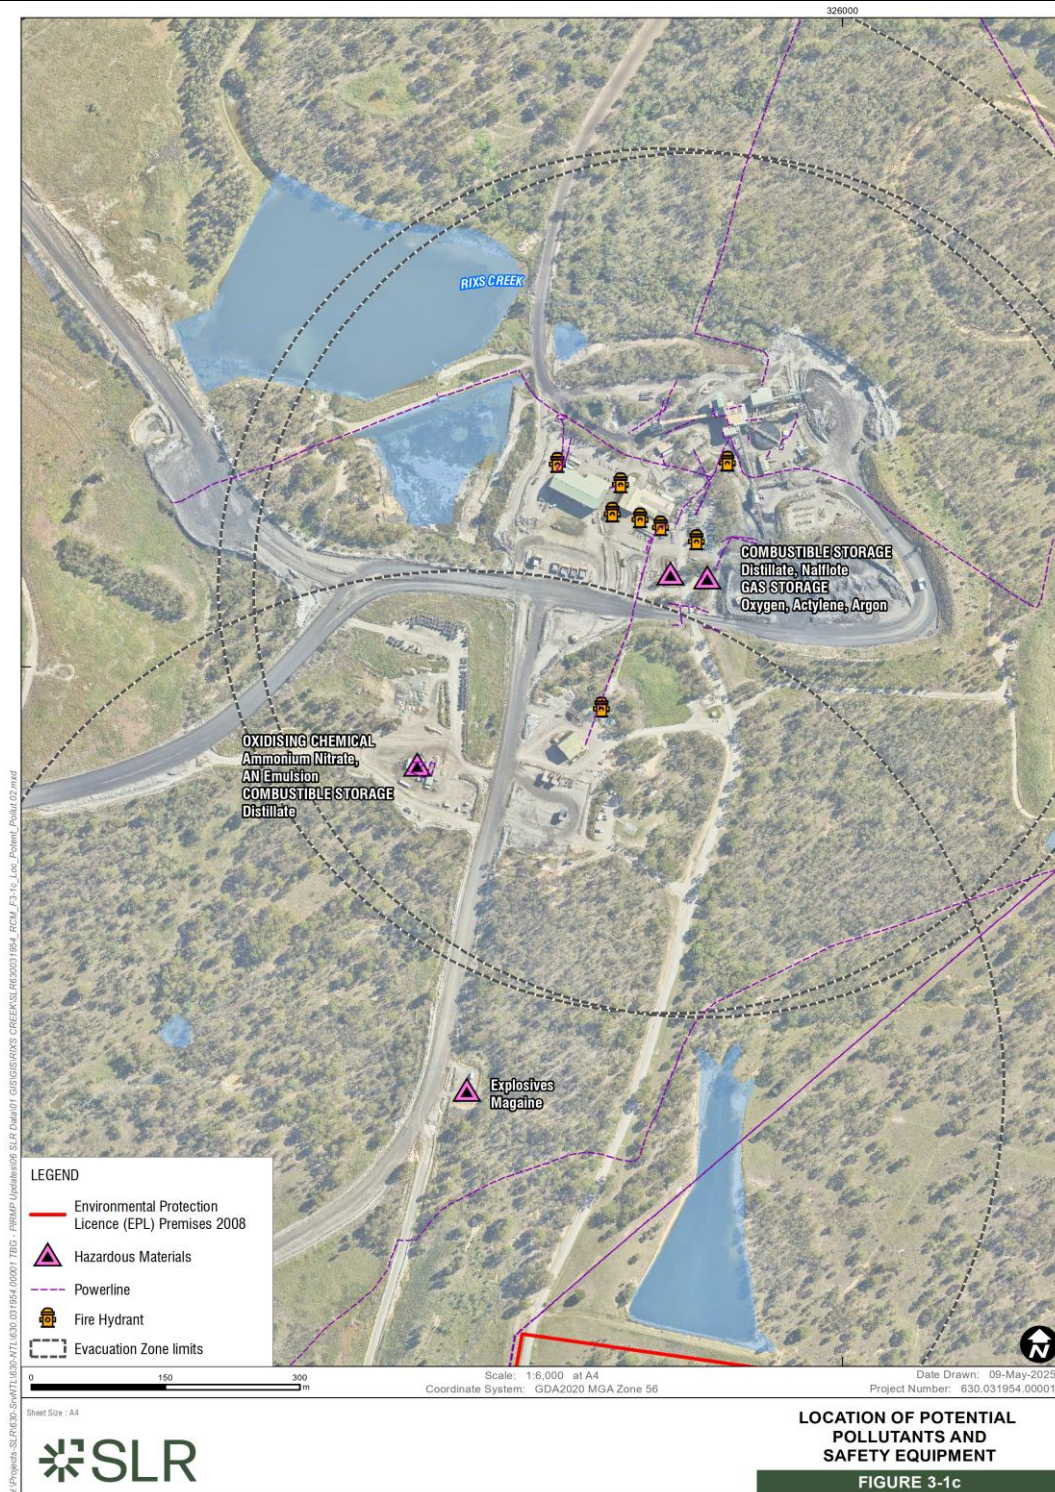 326000
RIXS CREEK
COMBUSTIBLE STORAGE
Distillate, Nalflote
GAS STORAGE
Oxygen, Actylene, Argon
OXIDISING CHEMICAL
Ammonium Nitrate,
AN Emulsion
COMBUSTIBLE STORAGE
Distillate
Explosives
Magaine
LEGEND
Environmental Protection
Licence (EPL) Premises 2008
Hazardous Materials
Powerline
Fire Hydrant
Evacuation Zone limits
N
0 150 300
m
Scale: 1:6,000 at A4
Coordinate System: GDA2020 MGA Zone 56
Date Drawn: 09-May-2025
Project Number: 630.031954.00001
Sheet Size : A4
SLR
LOCATION OF POTENTIAL
POLLUTANTS AND
SAFETY EQUIPMENT
FIGURE 3-1c